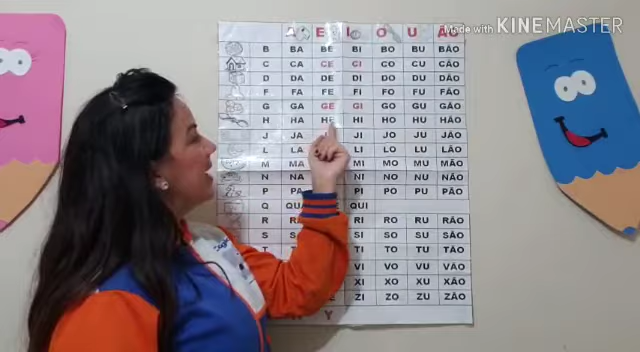 Made with KINEMASTER
A E I O U ÃO
B BA BE BI BO BU BÃO
C CA CE CI CO CU CÃO
D DA DE DI DO DU DÃO
F FA FE FI FO FU FÃO
G GA GE GI GO GU GÃO
H HA HE HI HO HU HÃO
J JA JI JO JU JÃO
L LA LI LO LU LÃO
M MA MI MO MU MÃO
N NA NI NO NU NÃO
P PA PI PO PU PÃO
Q QUI
R RI RO RU RÃO
S SI SO SU SÃO
T TI TO TU TÃO
VI VO VU VÃO
XI XO XU XÃO
ZI ZO ZU ZÃO
Y